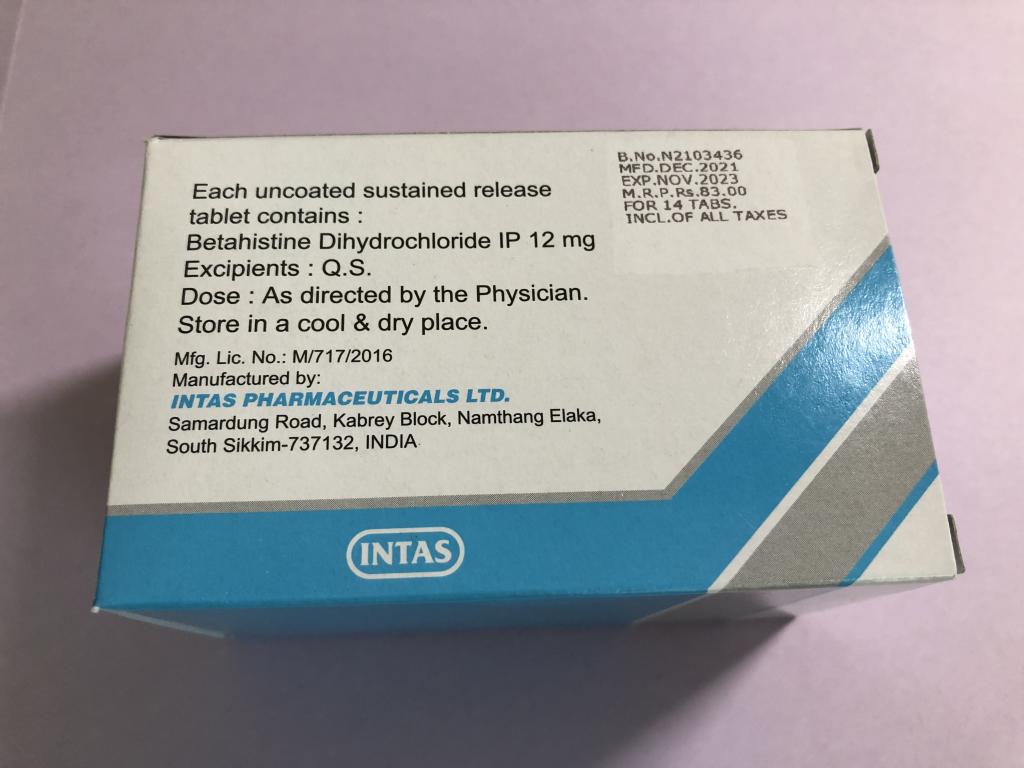 Each uncoated sustained release
tablet contains :
Betahistine Dihydrochloride IP 12 mg
Excipients : Q.S.
Dose : As directed by the Physician.
Store in a cool & dry place.
Mfg. Lic. No.: M/717/2016
Manufactured by:
INTAS PHARMACEUTICALS LTD.
Samardung Road, Kabrey Block, Namthang Elaka,
South Sikkim-737132, INDIA
B.No.N2103436
MFD.DEC.2021
EXP.NOV.2023
M.R.P.Rs.83.00
FOR 14 TABS.
INCL.OF ALL TAXES
INTAS